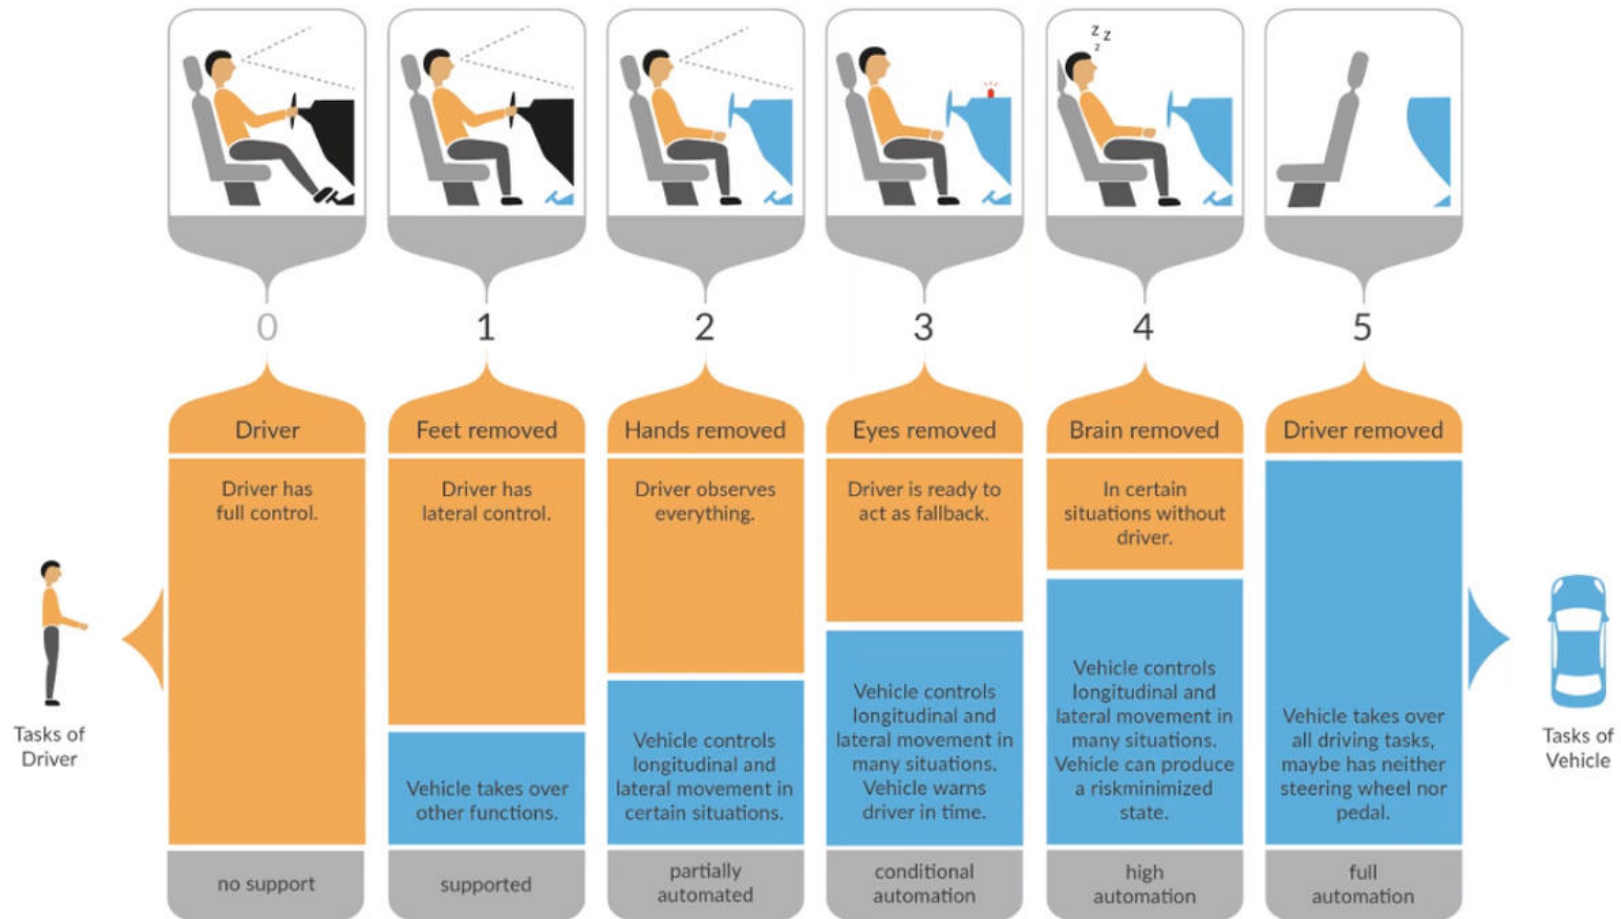 z z
z
0
1
2
3
4
5
Driver
Feet removed
Hands removed
Eyes removed
Brain removed
Driver removed
Driver has
full control.
Driver has
lateral control.
Driver observes
everything.
Driver is ready to
act as fallback.
In certain
situations without
driver.
Tasks of
Driver
Vehicle takes over
other functions.
Vehicle controls
longitudinal and
lateral movement in
certain situations.
Vehicle controls
longitudinal and
lateral movement in
many situations.
Vehicle warns
driver in time.
Vehicle controls
longitudinal and
lateral movement in
many situations.
Vehicle can produce
a riskminimized
state.
Vehicle takes over
all driving tasks,
maybe has neither
steering wheel nor
pedal.
Tasks of
Vehicle
no support
supported
partially
automated
conditional
automation
high
automation
full
automation